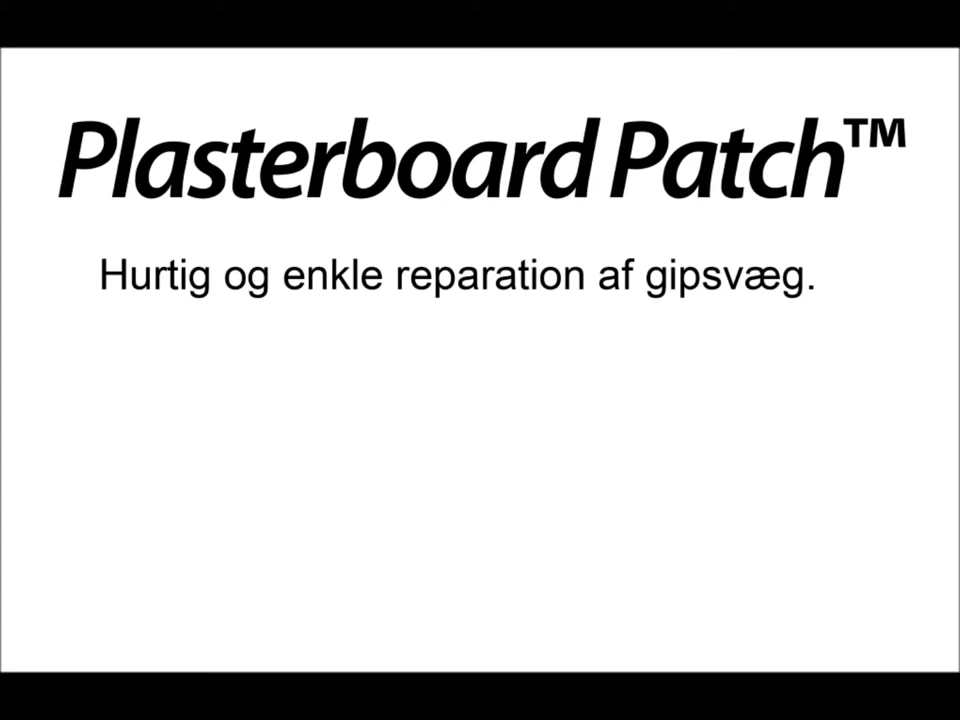 Plasterboard Patch™
Hurtig og enkle reparation af gipsvæg.